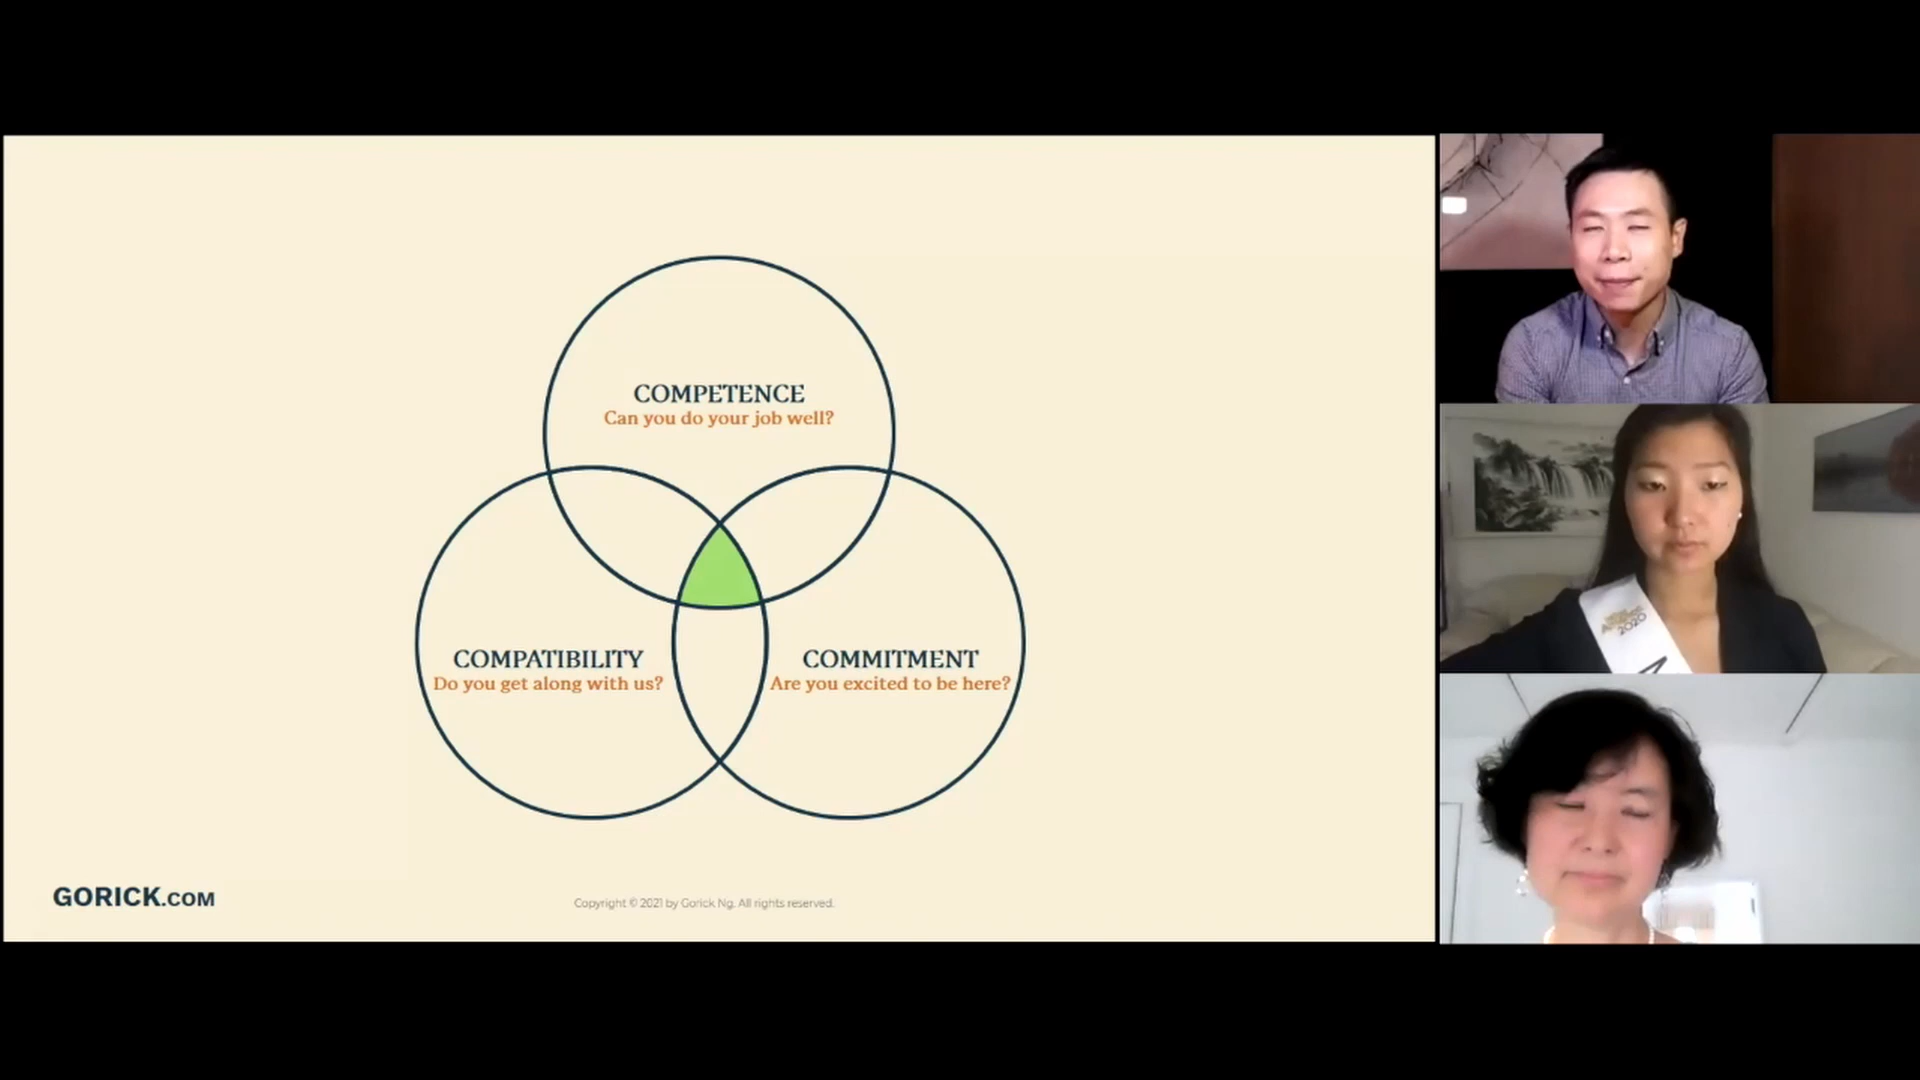 COMPETENCE
Can you do your job well?
COMPATIBILITY
Do you get along with us?
COMMITMENT
Are you excited to be here?
GORICK.COM
Copyright © 2021 by Gorick Ng. All rights reserved.
2020